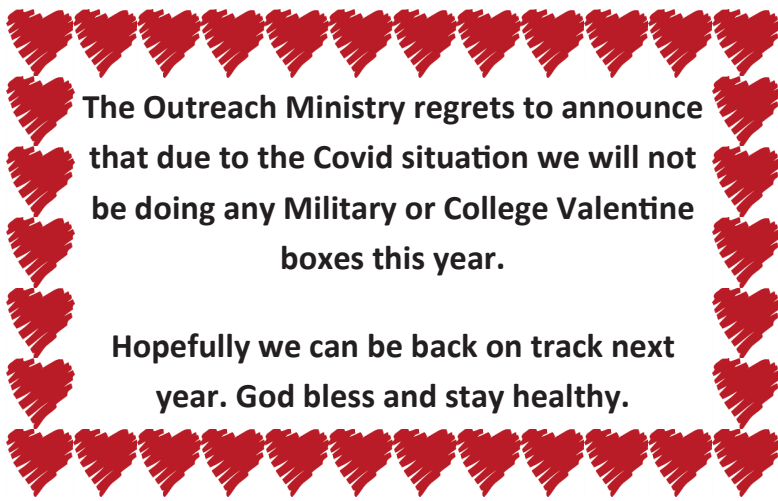 The Outreach Ministry regrets to announce
that due to the Covid situation we will not
be doing any Military or College Valentine
boxes this year.
Hopefully we can be back on track next
year. God bless and stay healthy.